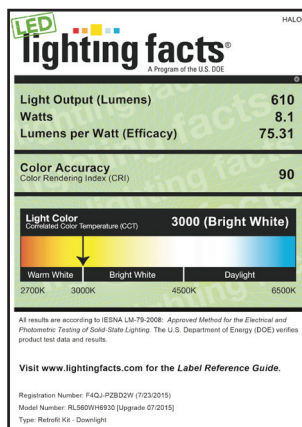 HALO
LED
lighting facts®
A Program of the U.S. DOE
Light Output (Lumens) 610
Watts 8.1
Lumens per Watt (Efficacy) 75.31
Color Accuracy
Color Rendering Index (CRI) 90
Light Color
Correlated Color Temperature (CCT) 3000 (Bright White)
Warm White Bright White Daylight
2700K 3000K 4500K 6500K
All results are according to IESNA LM-79-2008: Approved Method for the Electrical and
Photometric Testing of Solid-State Lighting. The U.S. Department of Energy (DOE) verifies
product test data and results.
Visit www.lightingfacts.com for the Label Reference Guide.
Registration Number: F4QJ-PZBD2W (7/23/2015)
Model Number: RL560WH6930 [Upgrade 07/2015]
Type: Retrofit Kit - Downlight